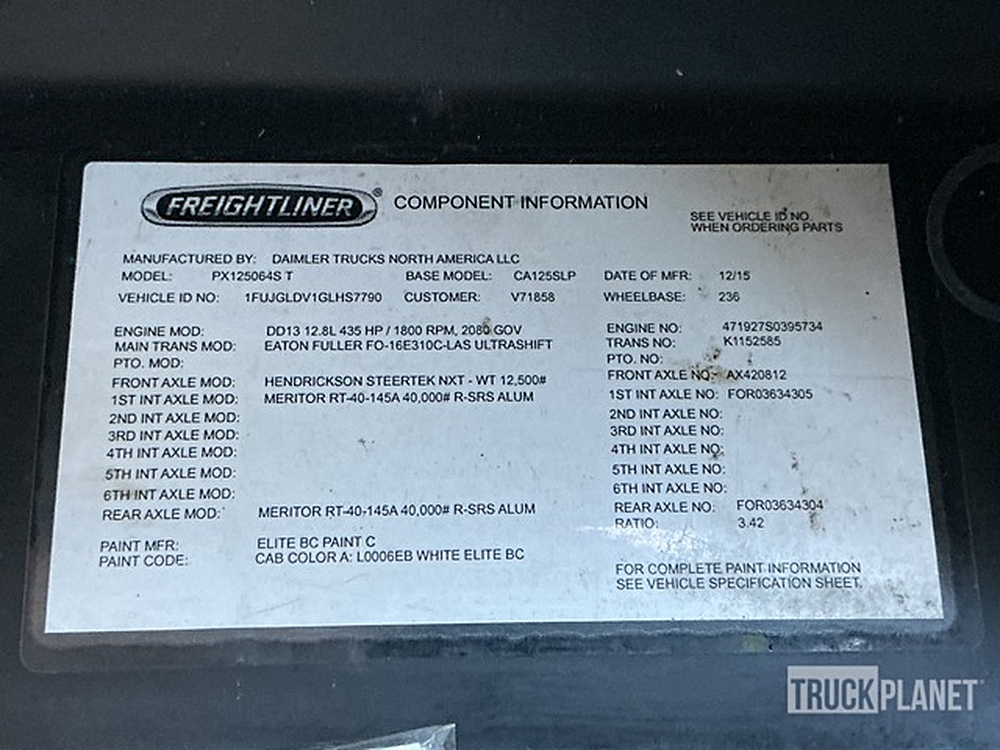 FREIGHTLINER® COMPONENT INFORMATION
SEE VEHICLE ID NO.
WHEN ORDERING PARTS
MANUFACTURED BY: DAIMLER TRUCKS NORTH AMERICA LLC
MODEL: PX125064S T BASE MODEL: CA125SLP DATE OF MFR: 12/15
VEHICLE ID NO: 1FUJGLDV1GLHS7790 CUSTOMER: V71858 WHEELBASE: 236
ENGINE MOD: DD13 12.8L 435 HP / 1800 RPM, 2080 GOV ENGINE NO: 471927S0395734
MAIN TRANS MOD: EATON FULLER FO-16E310C-LAS ULTRASHIFT TRANS NO: K1152585
PTO. MOD: PTO. NO:
FRONT AXLE MOD: HENDRICKSON STEERTEK NXT - WT 12,500# FRONT AXLE NO: AX420812
1ST INT AXLE MOD: MERITOR RT-40-145A 40,000# R-SRS ALUM 1ST INT AXLE NO: FOR03634305
2ND INT AXLE MOD: 2ND INT AXLE NO:
3RD INT AXLE MOD: 3RD INT AXLE NO:
4TH INT AXLE MOD: 4TH INT AXLE NO:
5TH INT AXLE MOD: 5TH INT AXLE NO:
6TH INT AXLE MOD: 6TH INT AXLE NO:
REAR AXLE MOD: MERITOR RT-40-145A 40,000# R-SRS ALUM REAR AXLE NO: FOR03634304
RATIO: 3.42
PAINT MFR: ELITE BC PAINT C
PAINT CODE: CAB COLOR A: L0006EB WHITE ELITE BC
FOR COMPLETE PAINT INFORMATION
SEE VEHICLE SPECIFICATION SHEET.
TRUCKPLANET